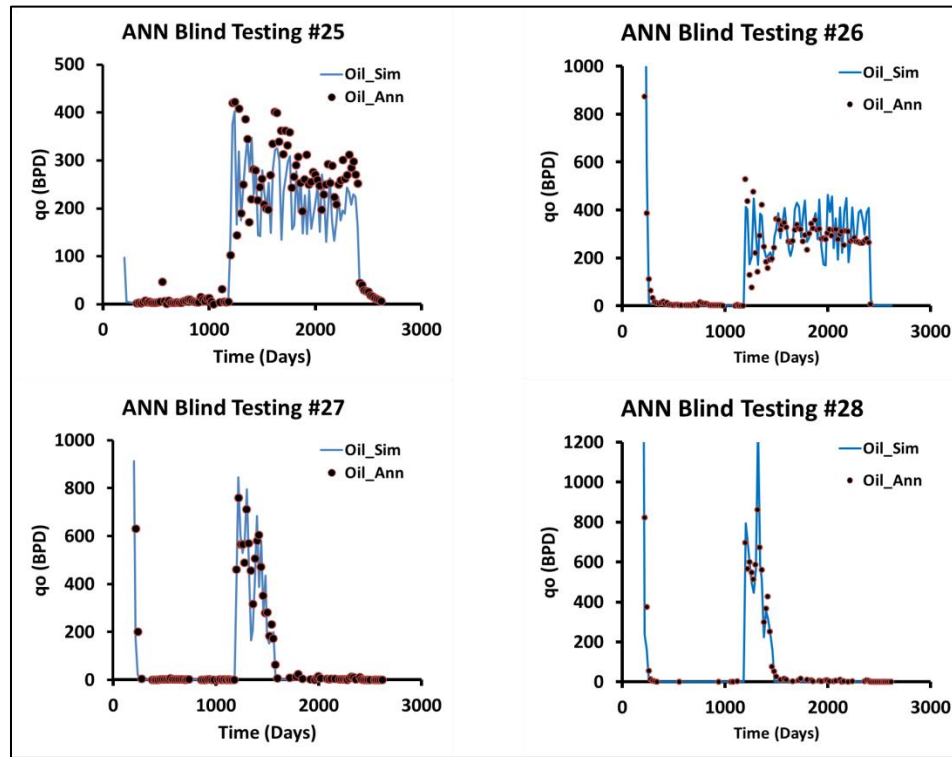 ANN Blind Testing #25
500
400
300
200
100
0
0 1000 2000 3000
qo (BPD)
Time (Days)
Oil_Sim
Oil_Ann
ANN Blind Testing #26
1000
800
600
400
200
0
0 1000 2000 3000
qo (BPD)
Time (Days)
Oil_Sim
Oil_Ann
ANN Blind Testing #27
1000
800
600
400
200
0
0 1000 2000 3000
qo (BPD)
Time (Days)
Oil_Sim
Oil_Ann
ANN Blind Testing #28
1200
1000
800
600
400
200
0
0 1000 2000 3000
qo (BPD)
Time (Days)
Oil_Sim
Oil_Ann